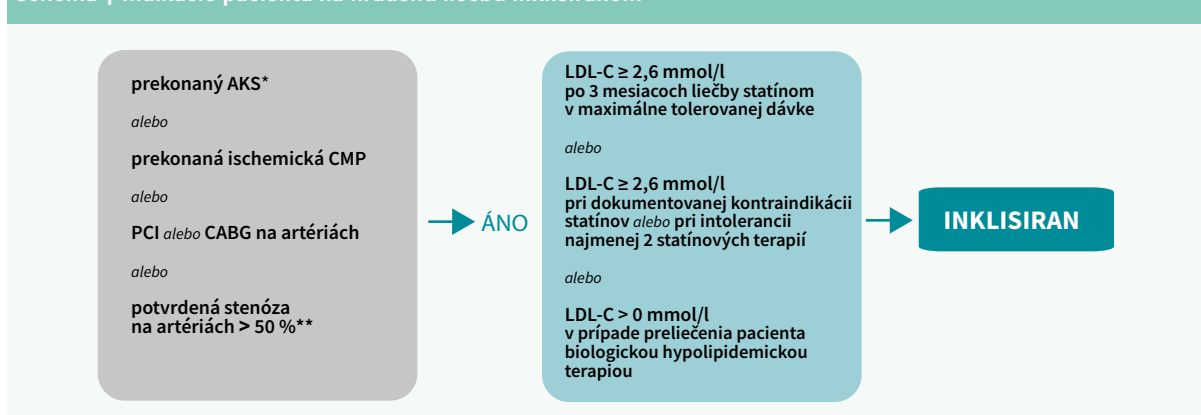 prekonaný AKS*
alebo
prekonaná ischemická CMP
alebo
PCI alebo CABG na artériách
alebo
potvrdená stenóza
na artériách > 50 %**
ÁNO
LDL-C ≥ 2,6 mmol/l
po 3 mesiacoch liečby statínom
v maximálne tolerovanej dávke
alebo
LDL-C ≥ 2,6 mmol/l
pri dokumentovanej kontraindikácii
statínov alebo pri intolerancii
najmenej 2 statínových terapií
alebo
LDL-C > 0 mmol/l
v prípade preliečenia pacienta
biologickou hypolipidemickou
terapiou
INKLISIRAN